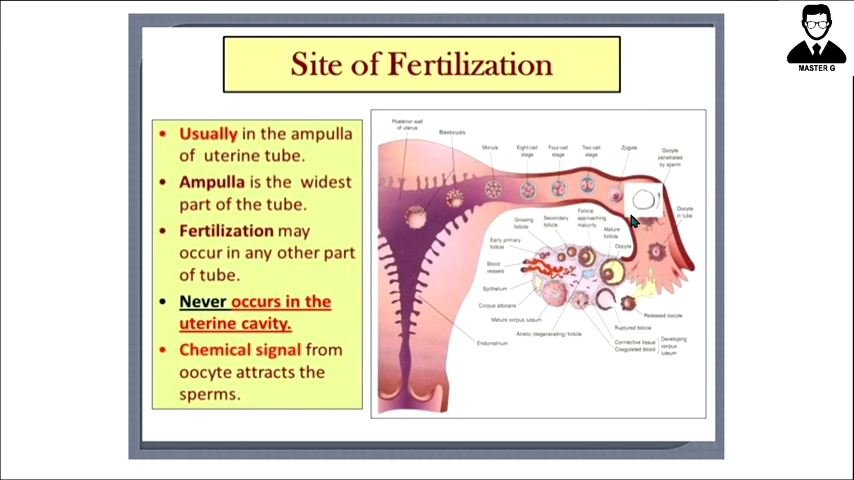 MASTER G
Site of Fertilization
• Usually in the ampulla
of uterine tube.
• Ampulla is the widest
part of the tube.
• Fertilization may
occur in any other part
of tube.
• Never occurs in the
uterine cavity.
• Chemical signal from
oocyte attracts the
sperms.
Posterior wall
of uterus
Blastocysts
Morula
Eight-cell
stage
Four-cell
stage
Two-cell
stage
Zygote
Oocyte
penetrated
by sperm
Oocyte
in tube
Growing
follicle
Secondary
follicle
Follicle
approaching
maturity
Mature
follicle
Oocyte
Early primary
follicle
Blood
vessels
Epithelium
Corpus albicans
Mature corpus luteum
Atretic (degenerating) follicle
Endometrium
Released oocyte
Ruptured follicle
Connective tissue
Coagulated blood
Developing
corpus
luteum